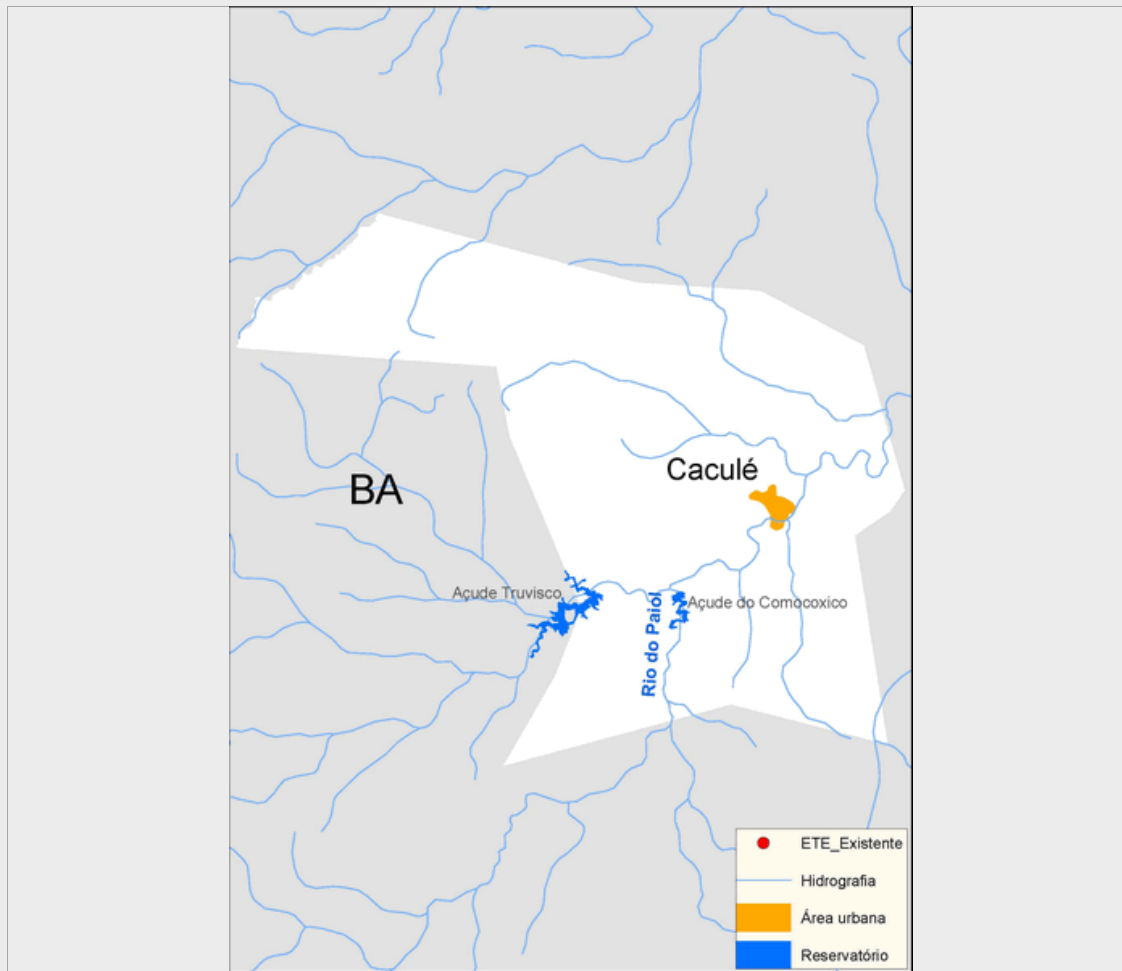 Caculé
BA
Açude Truvisco
Açude do Comocoxico
Rio do Paiol
ETE_Existente
Hidrografia
Área urbana
Reservatório